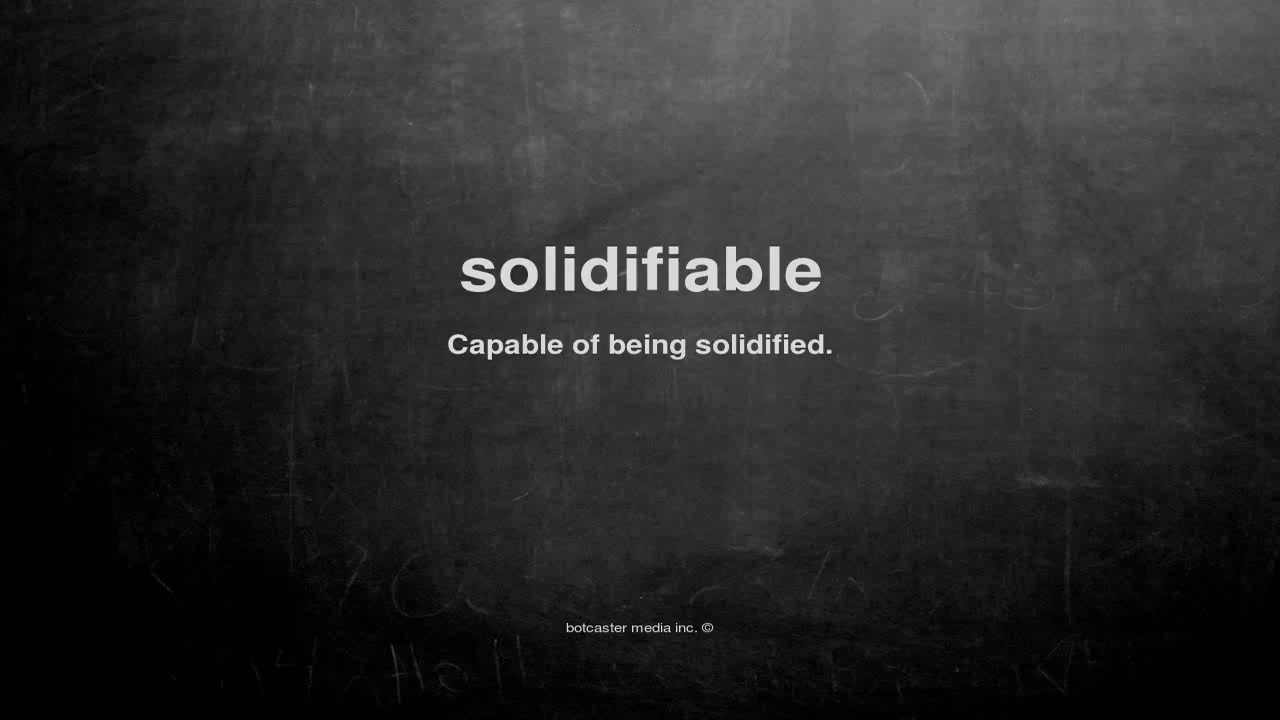 solidifiable
Capable of being solidified.
botcaster media inc. ©